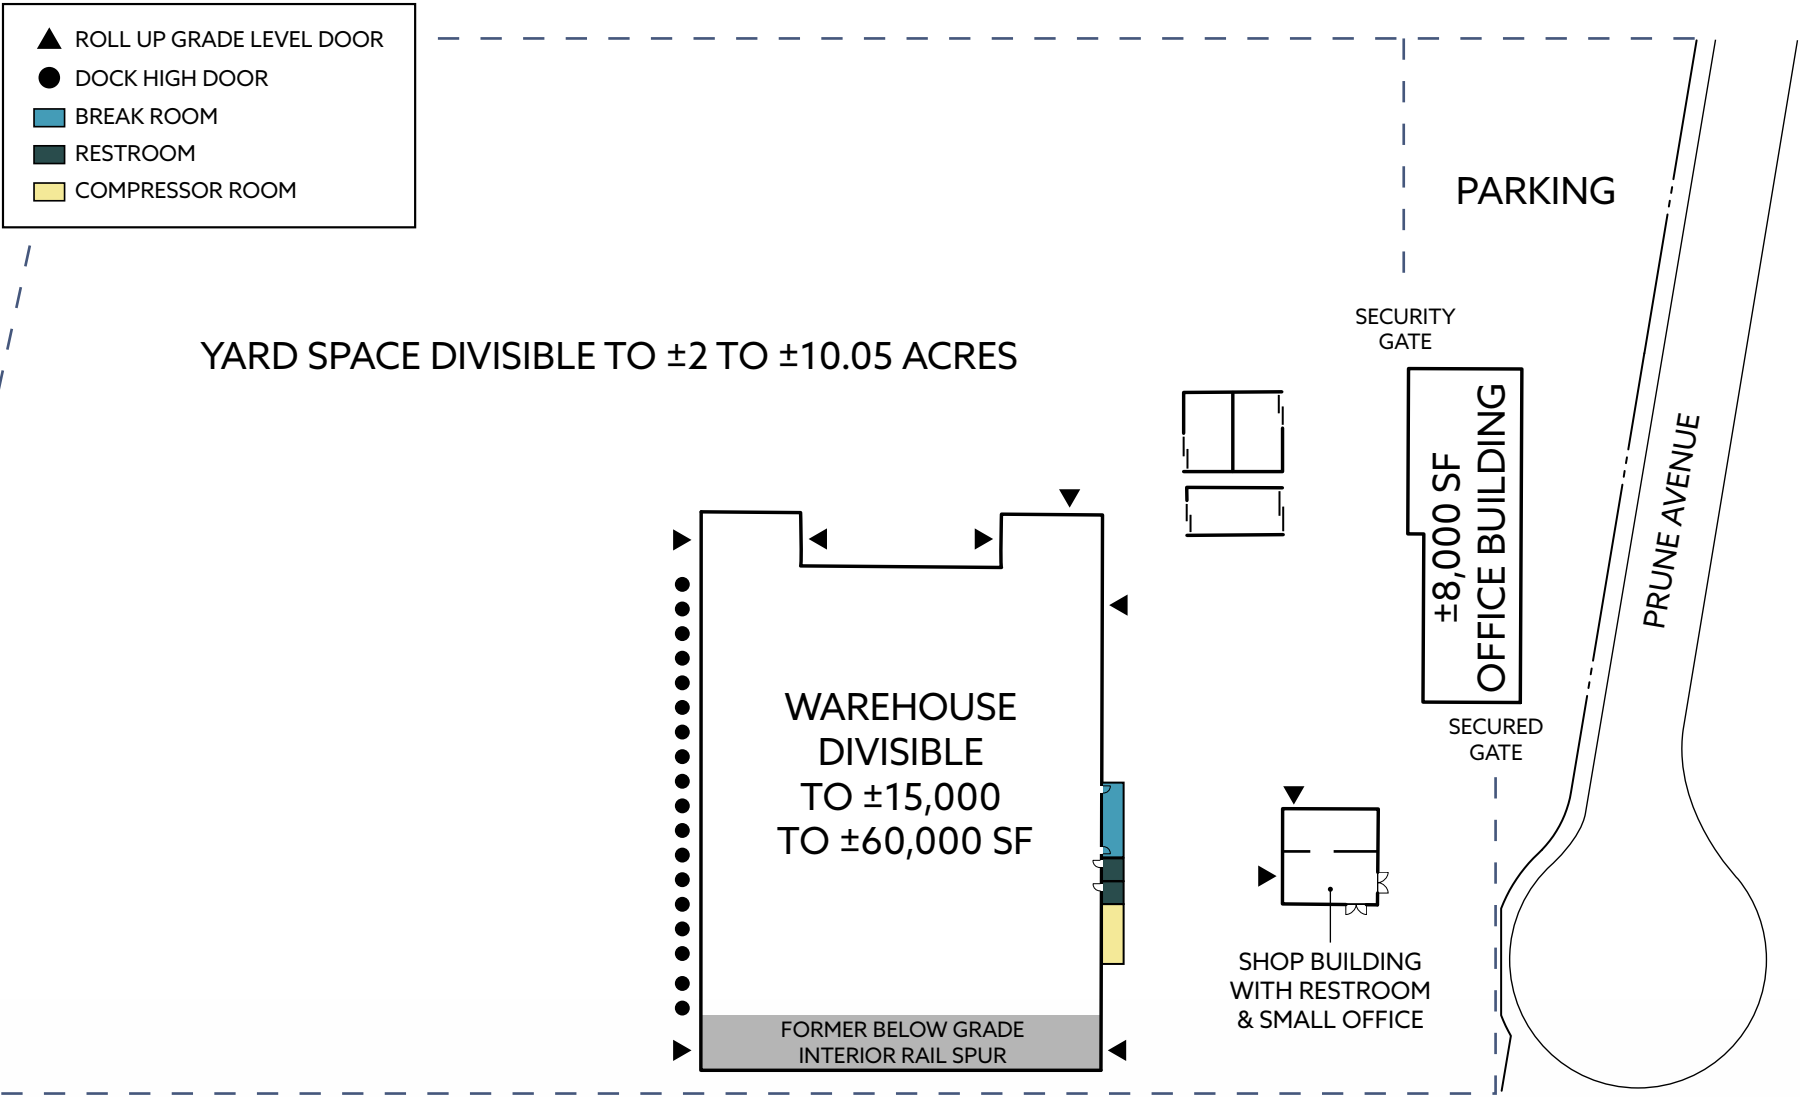 ROLL UP GRADE LEVEL DOOR
DOCK HIGH DOOR
BREAK ROOM
RESTROOM
COMPRESSOR ROOM
PARKING
SECURITY
GATE
YARD SPACE DIVISIBLE TO ±2 TO ±10.05 ACRES
±8,000 SF
OFFICE BUILDING
PRUNE AVENUE
WAREHOUSE
DIVISIBLE
TO ±15,000
TO ±60,000 SF
SECURED
GATE
SHOP BUILDING
WITH RESTROOM
& SMALL OFFICE
FORMER BELOW GRADE
INTERIOR RAIL SPUR